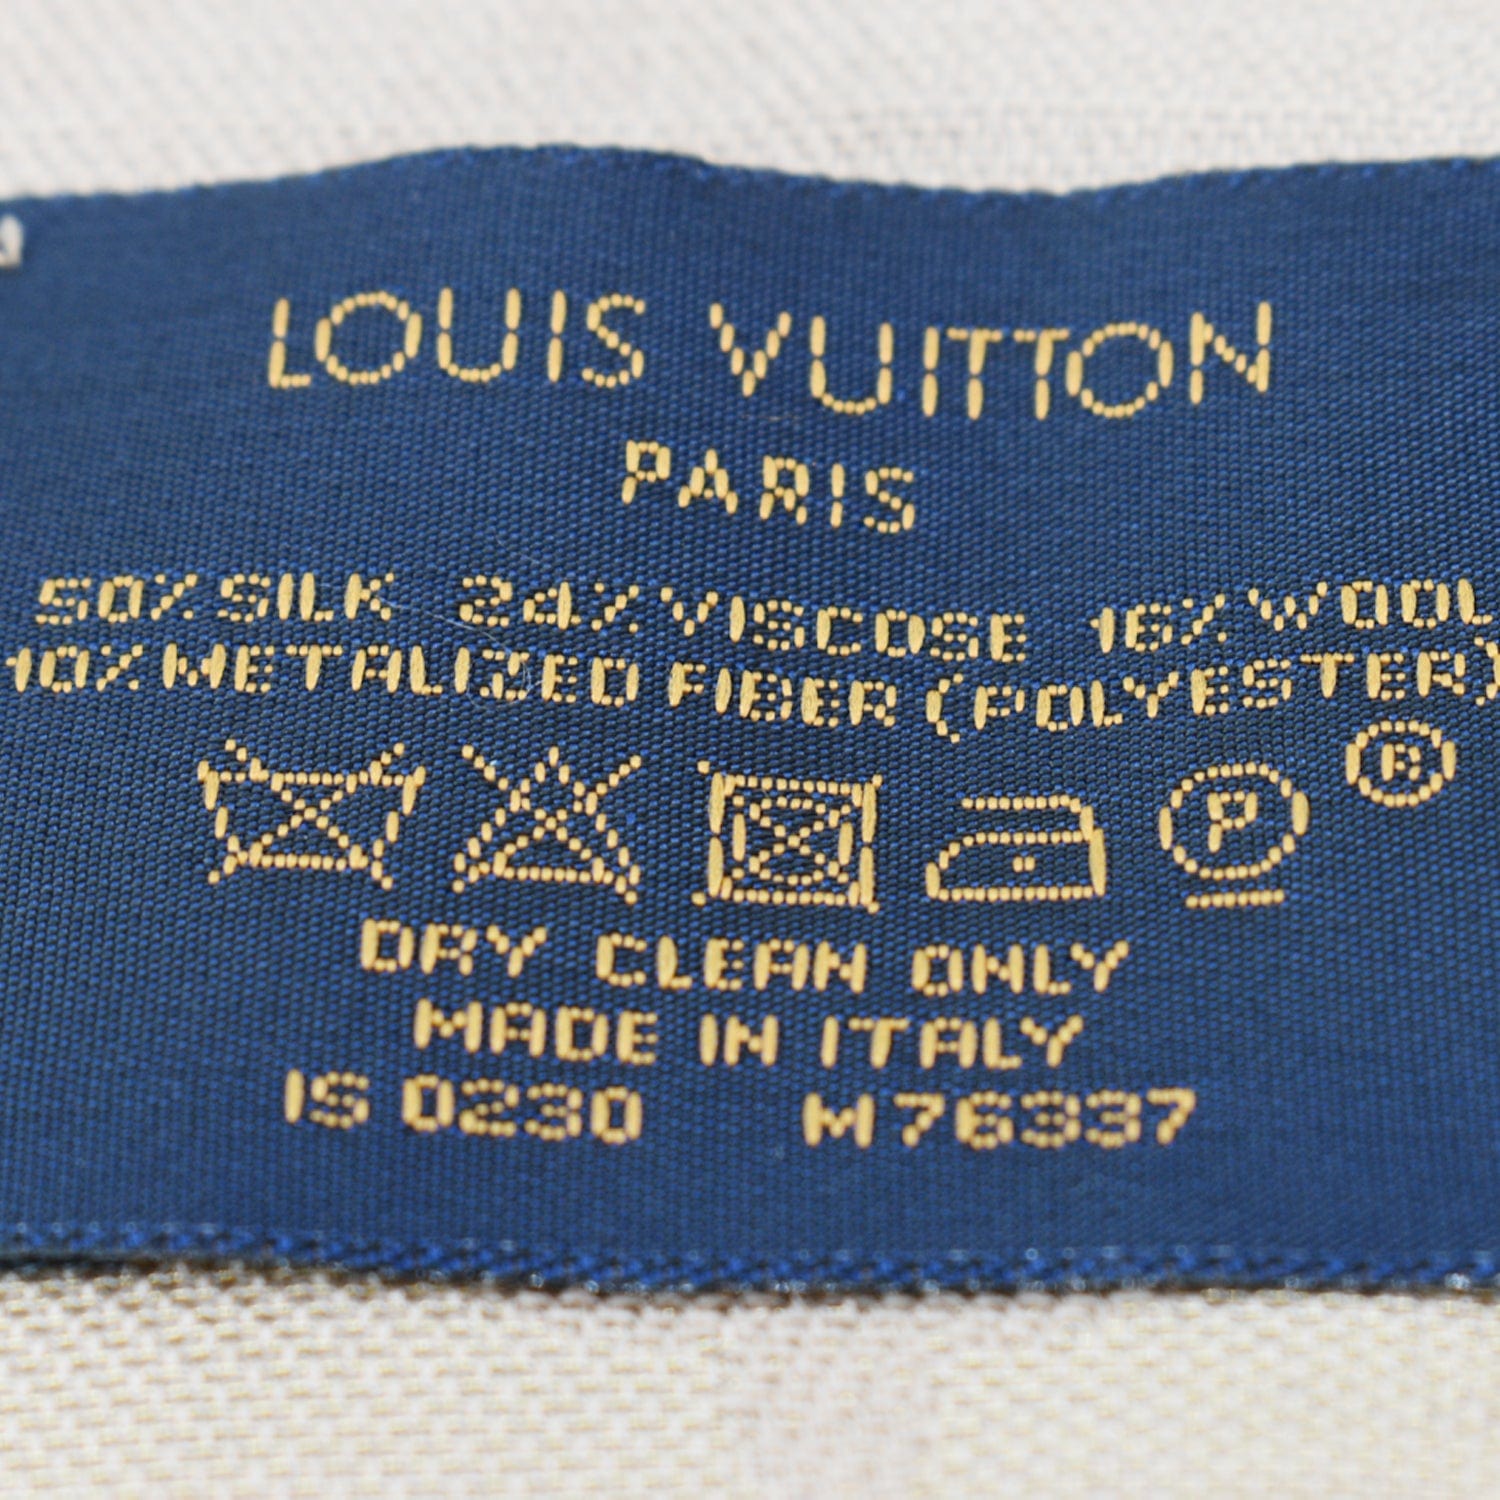 LOUIS VUITTON
PARIS
50% SILK 24% VISCOSE 16% WOOL
10% METALIZED FIBER (POLYESTER)
®
P
DRY CLEAN ONLY
MADE IN ITALY
IS 0230 M76337